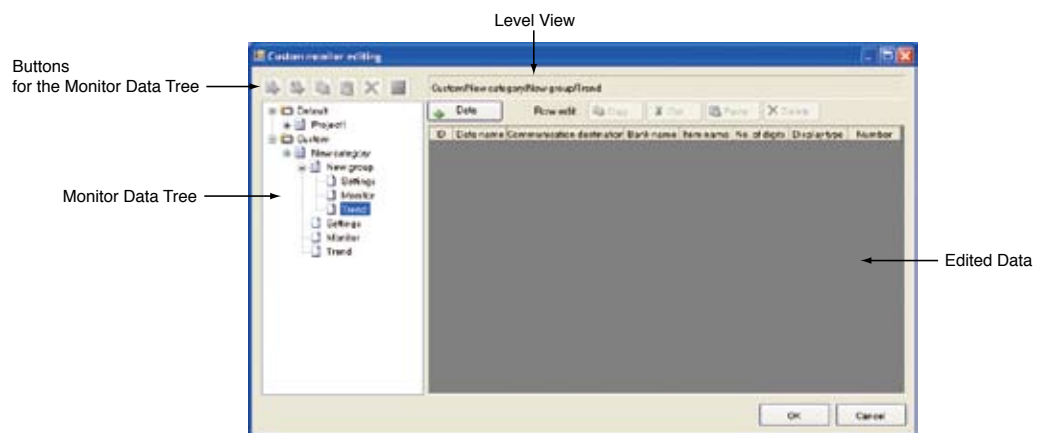 Level View
Buttons
for the Monitor Data Tree
Monitor Data Tree
Edited Data
Custom monitor editing
Custom/New category/New group/Trend
Data Row edit: Copy Cut Paste Delete
ID Data name Communication destination Bank name Item name No. of digits Display type Number
Default
Project1
Custom
New category
New group
Settings
Monitor
Trend
Settings
Monitor
Trend
OK Cancel